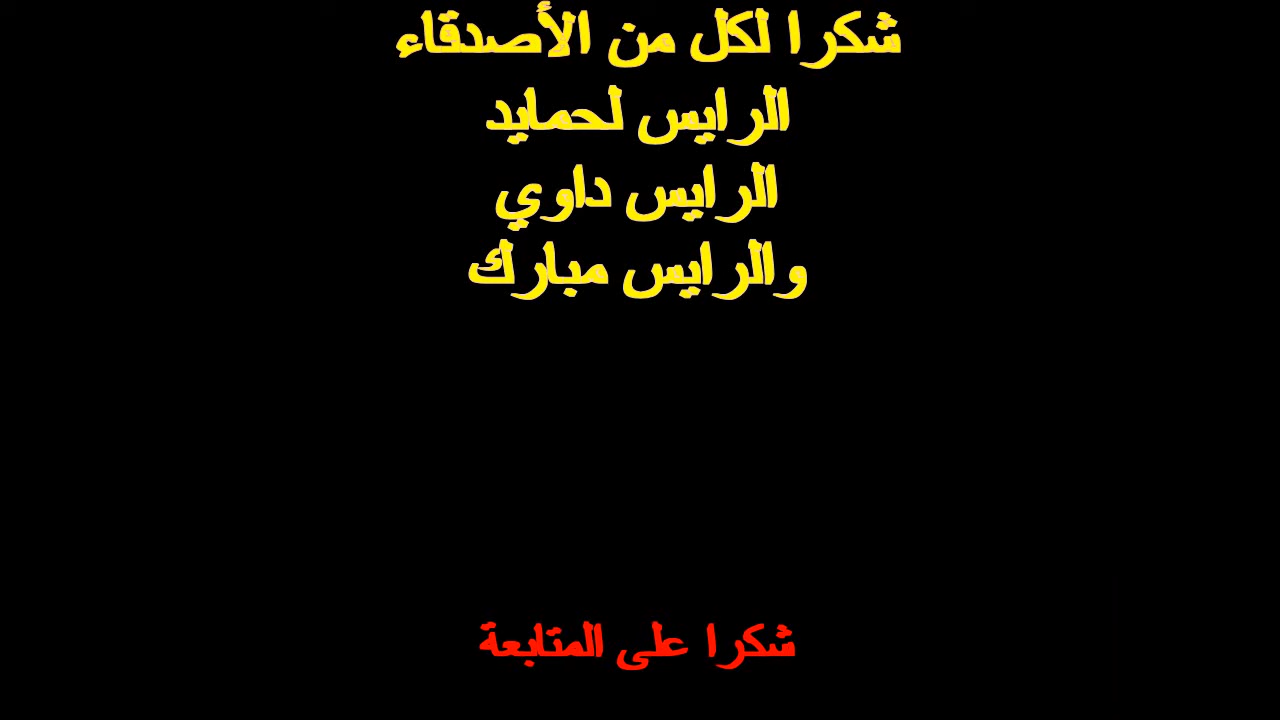 شكرا لكل من الأصدقاء
الرايس لحمايد
الرايس داوي
والرايس مبارك
شكرا على المتابعة